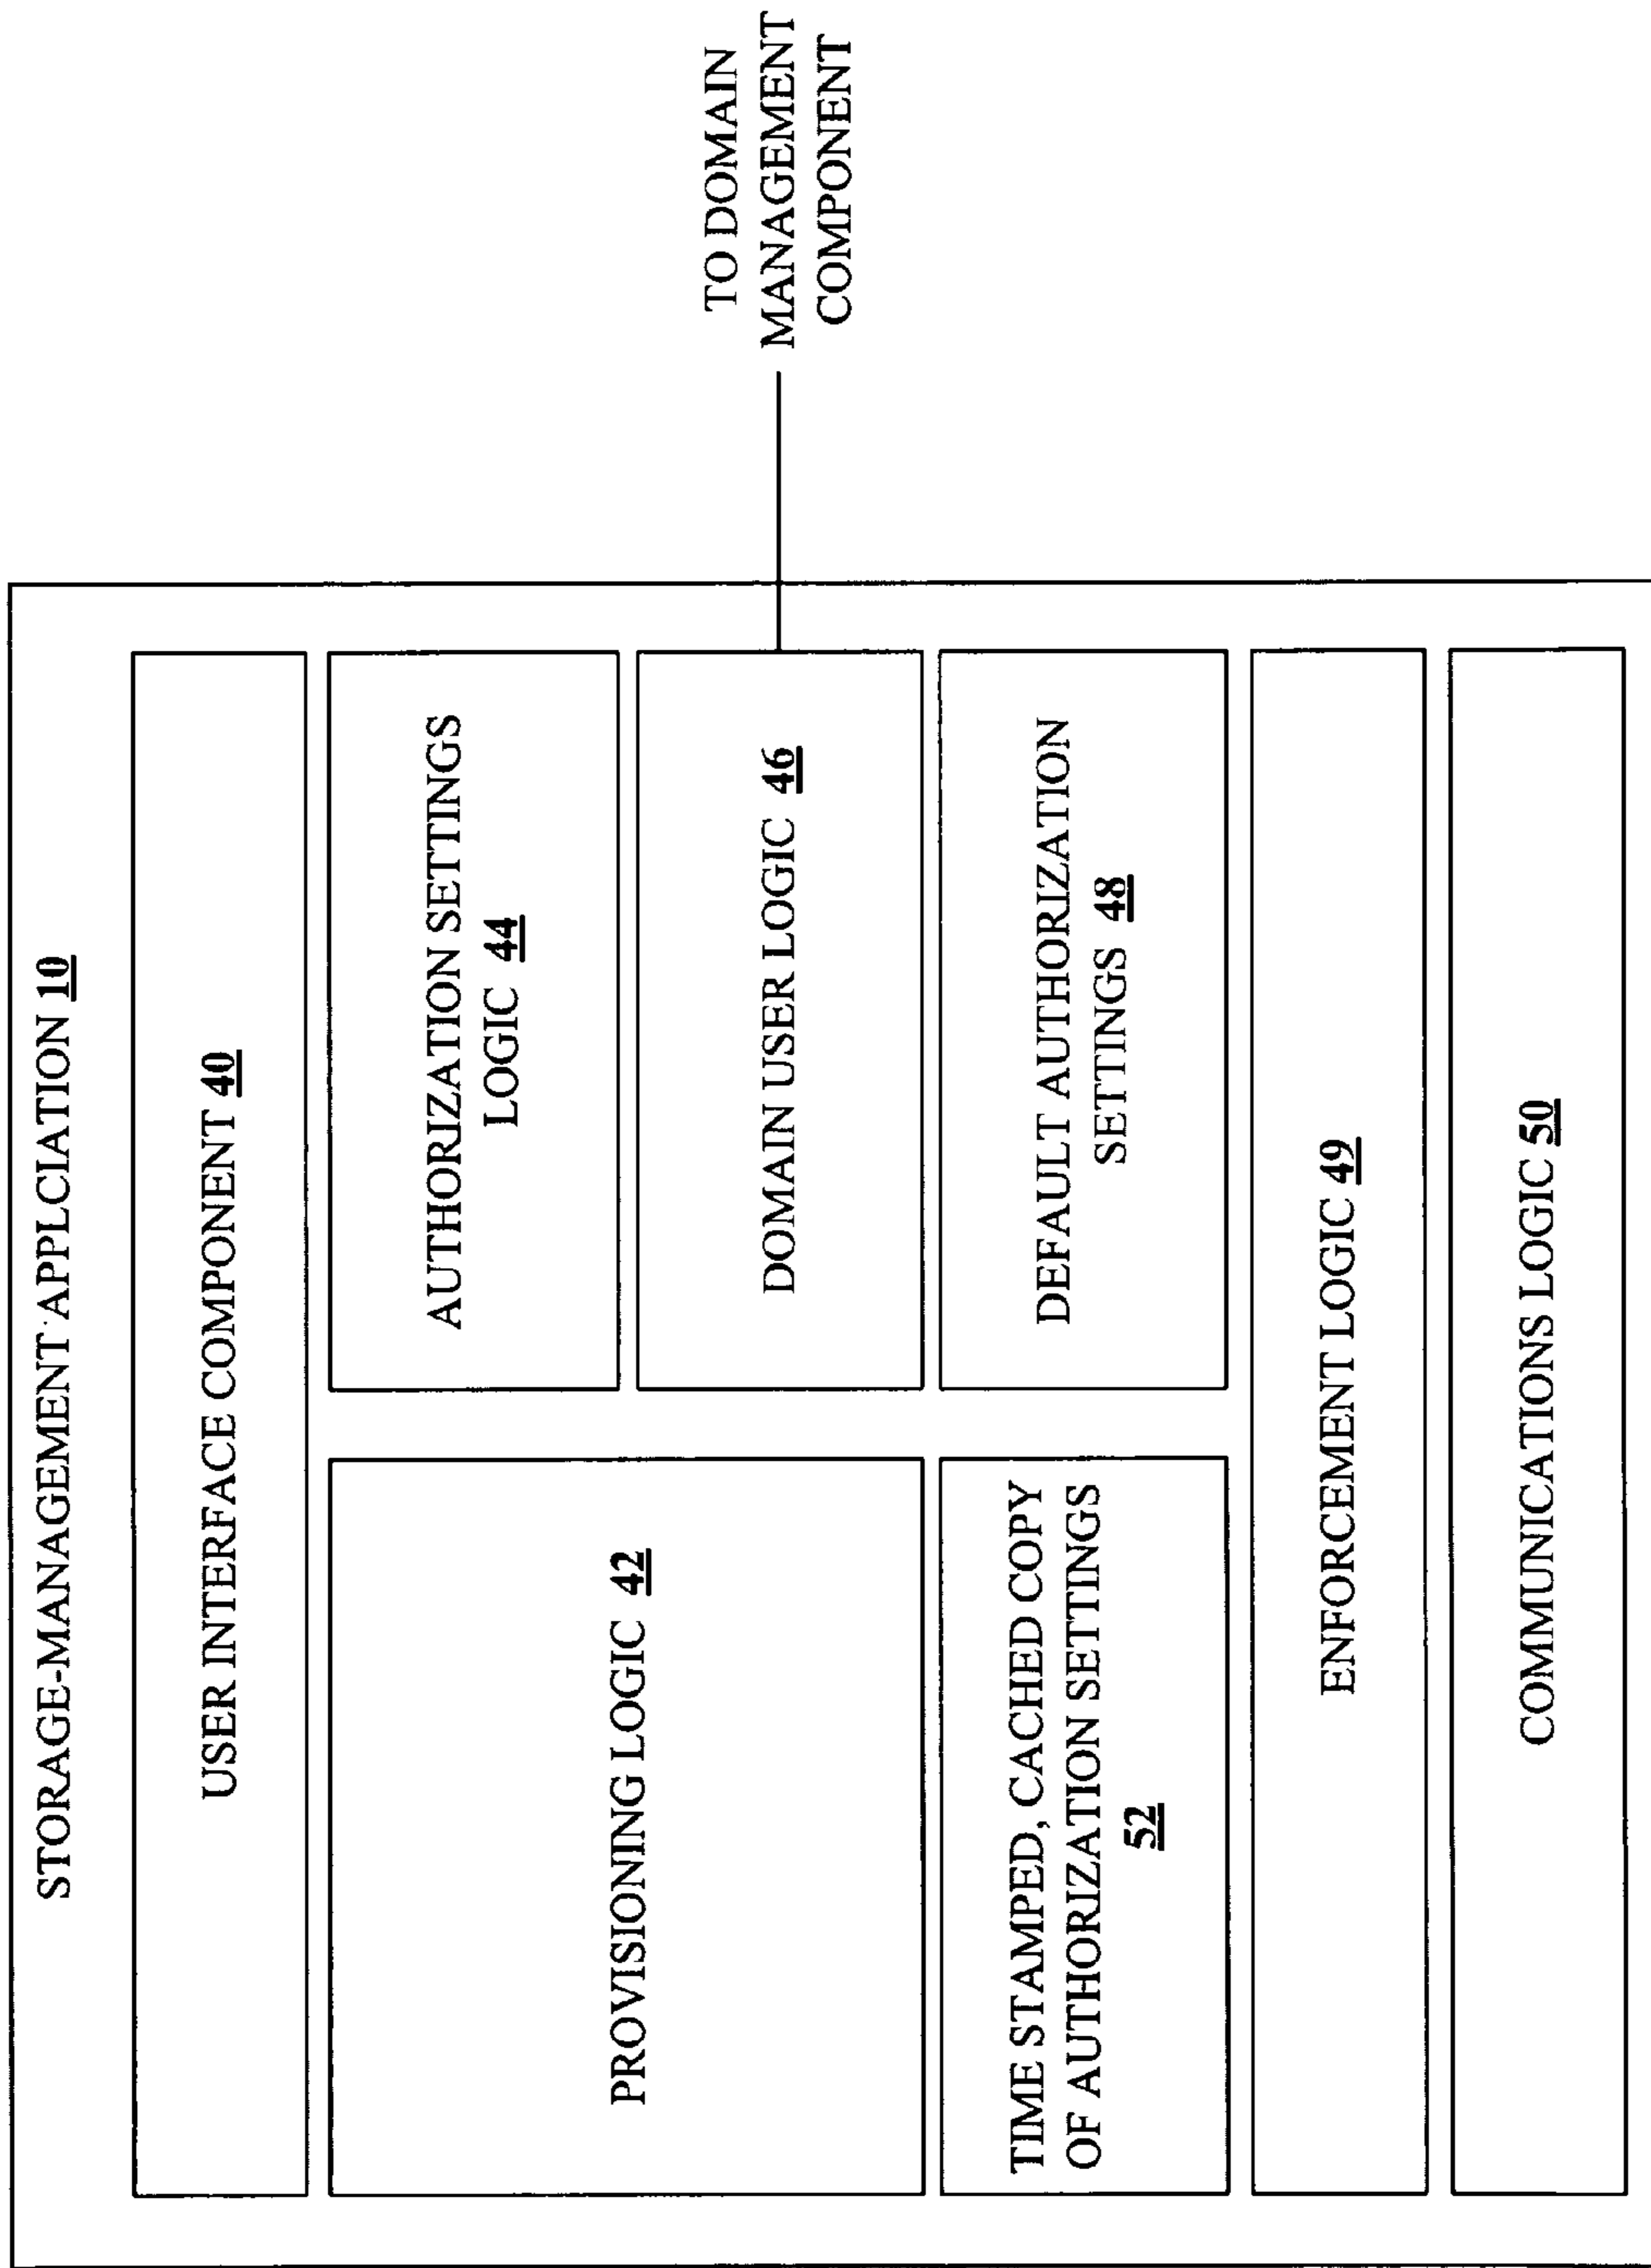 STORAGE-MANAGEMENT APPLCIATION 10
USER INTERFACE COMPONENT 40
PROVISIONING LOGIC 42
AUTHORIZATION SETTINGS
LOGIC 44
DOMAIN USER LOGIC 46
TO DOMAIN
MANAGEMENT
COMPONENT
TIME STAMPED, CACHED COPY
OF AUTHORIZATION SETTINGS
52
DEFAULT AUTHORIZATION
SETTINGS 48
ENFORCEMENT LOGIC 49
COMMUNICATIONS LOGIC 50